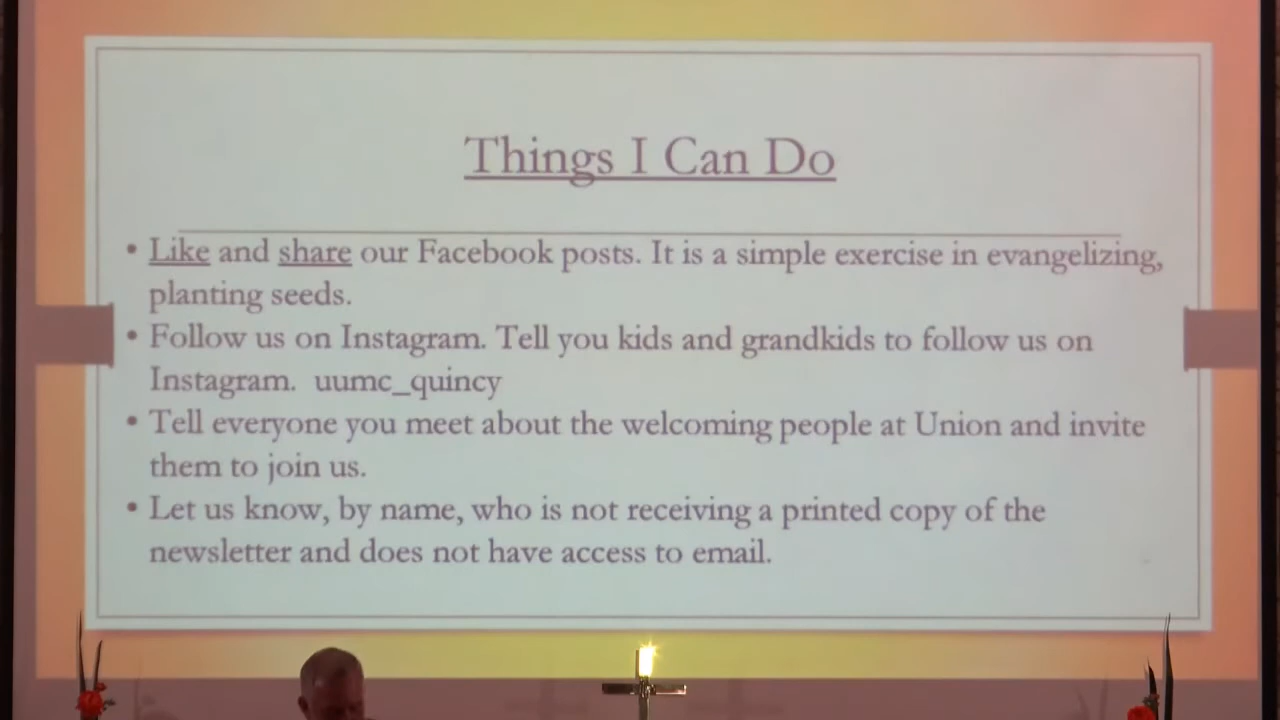 Things I Can Do
• Like and share our Facebook posts. It is a simple exercise in evangelizing,
planting seeds.
• Follow us on Instagram. Tell you kids and grandkids to follow us on
Instagram. uumc_quincy
• Tell everyone you meet about the welcoming people at Union and invite
them to join us.
• Let us know, by name, who is not receiving a printed copy of the
newsletter and does not have access to email.